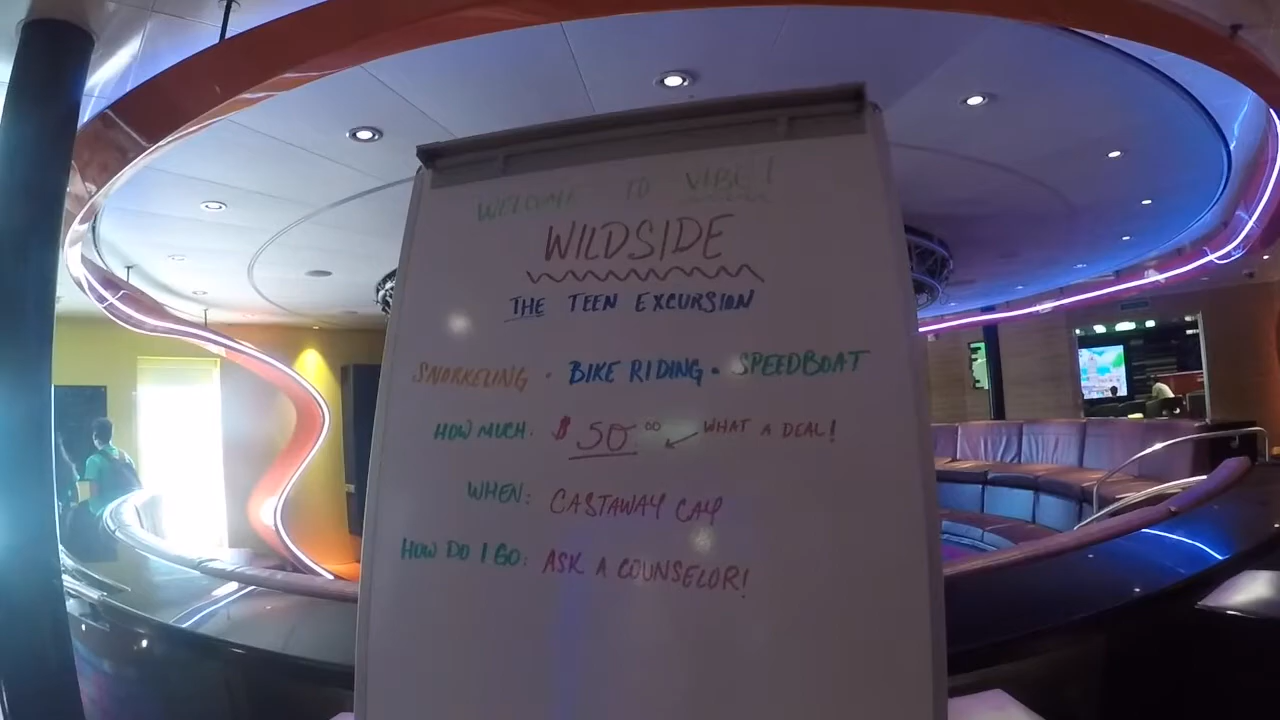 WELCOME TO VIBE!
WILDSIDE
THE TEEN EXCURSION
SNORKELING · BIKE RIDING · SPEEDBOAT
HOW MUCH: $ 50.00 ← WHAT A DEAL!
WHEN: CASTAWAY CAY
HOW DO I GO: ASK A COUNSELOR!